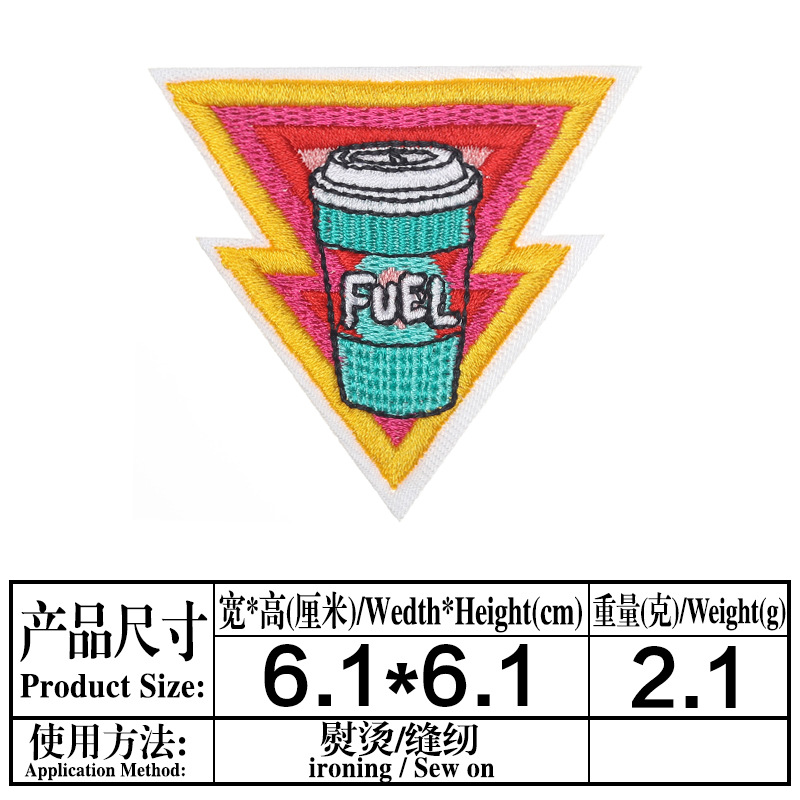 FUEL
产品尺寸
Product Size:
宽*高(厘米)/Wedth*Height(cm)
重量(克)/Weight(g)
6.1*6.1
2.1
使用方法:
Application Method:
熨烫/缝纫
ironing / Sew on